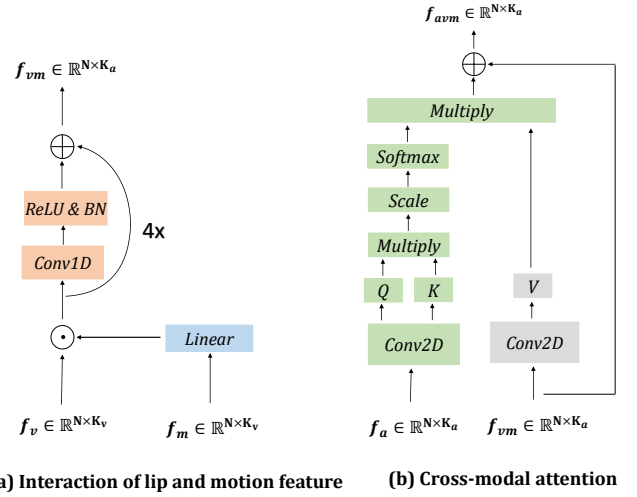 f_vm ∈ ℝ^N×K_a
ReLU & BN
Conv1D
4x
Linear
f_v ∈ ℝ^N×K_v
f_m ∈ ℝ^N×K_v
a) Interaction of lip and motion feature
f_avm ∈ ℝ^N×K_a
Multiply
Softmax
Scale
Multiply
Q
K
V
Conv2D
Conv2D
f_a ∈ ℝ^N×K_a
f_vm ∈ ℝ^N×K_a
(b) Cross-modal attention